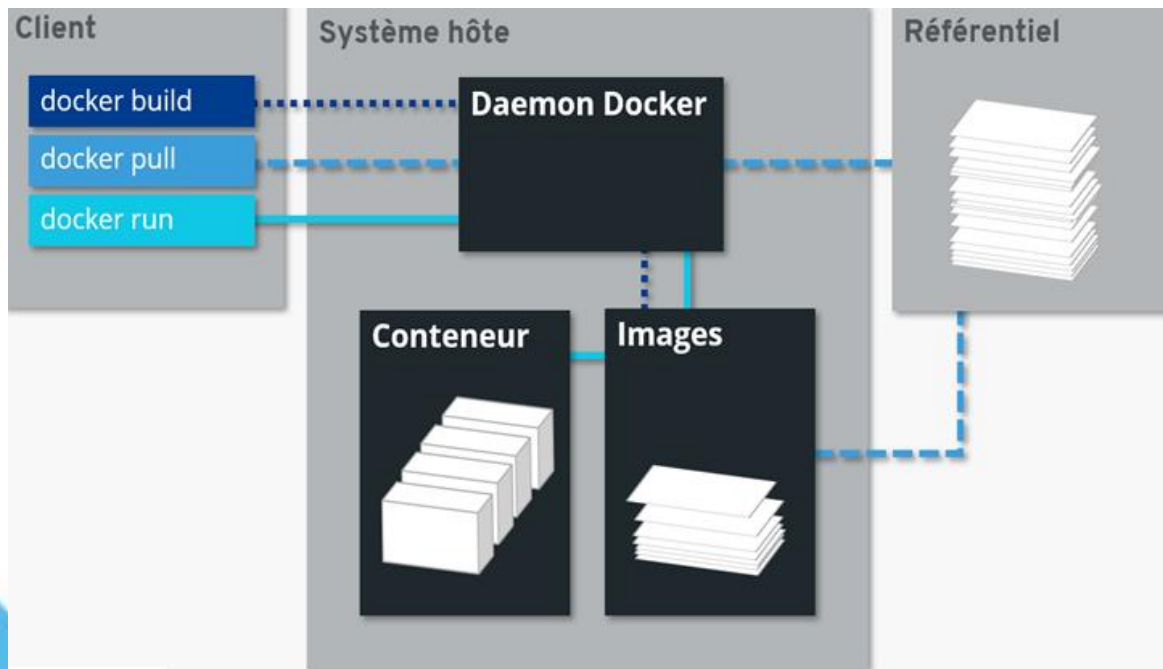 Client
docker build
docker pull
docker run
Système hôte
Daemon Docker
Conteneur
Images
Référentiel